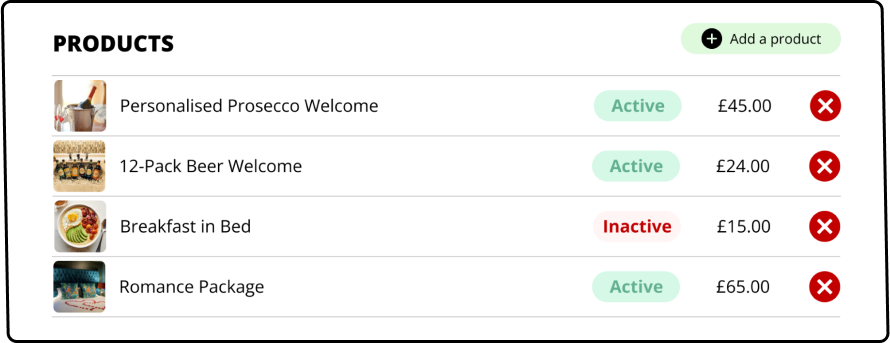 PRODUCTS
Add a product
Personalised Prosecco Welcome Active £45.00
12-Pack Beer Welcome Active £24.00
Breakfast in Bed Inactive £15.00
Romance Package Active £65.00